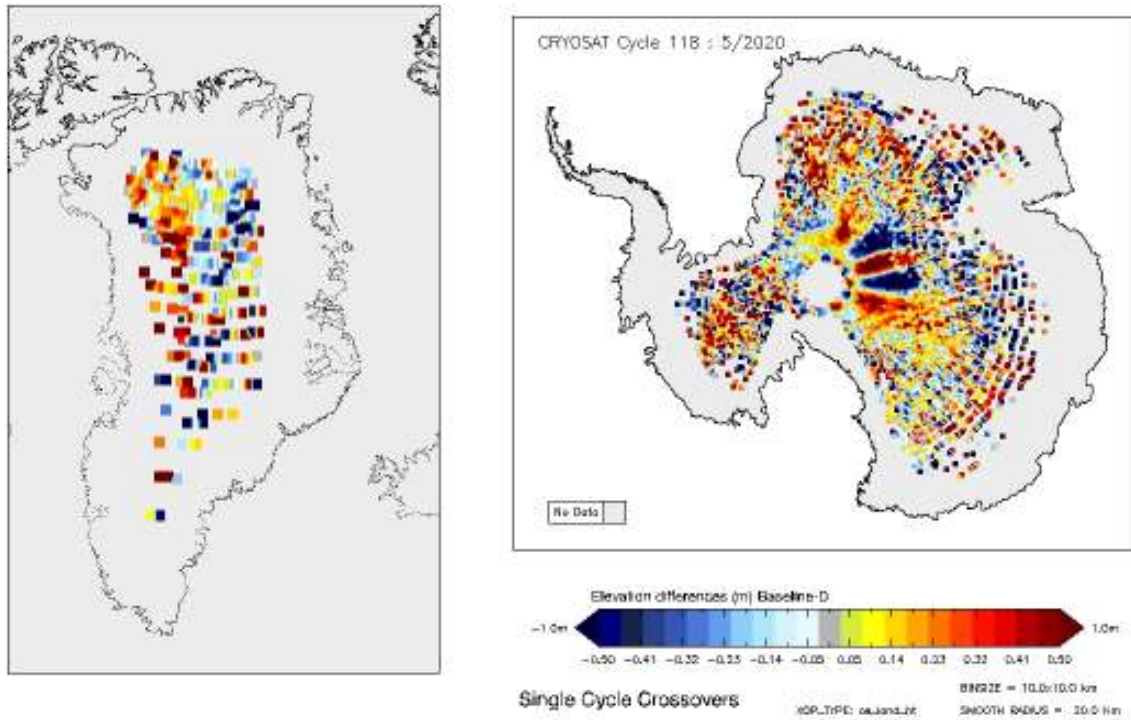 CRYOSAT Cycle 118 : 5/2020
No Data
Elevation differences (m) Baseline-D
-1.0m
1.0m
-0.50 -0.41 -0.32 -0.23 -0.14 -0.05 0.05 0.14 0.23 0.32 0.41 0.50
Single Cycle Crossovers
BINSIZE = 10.0x10.0 km
XOP_TYPE:
SMOOTH RADIUS = 20.0 Km